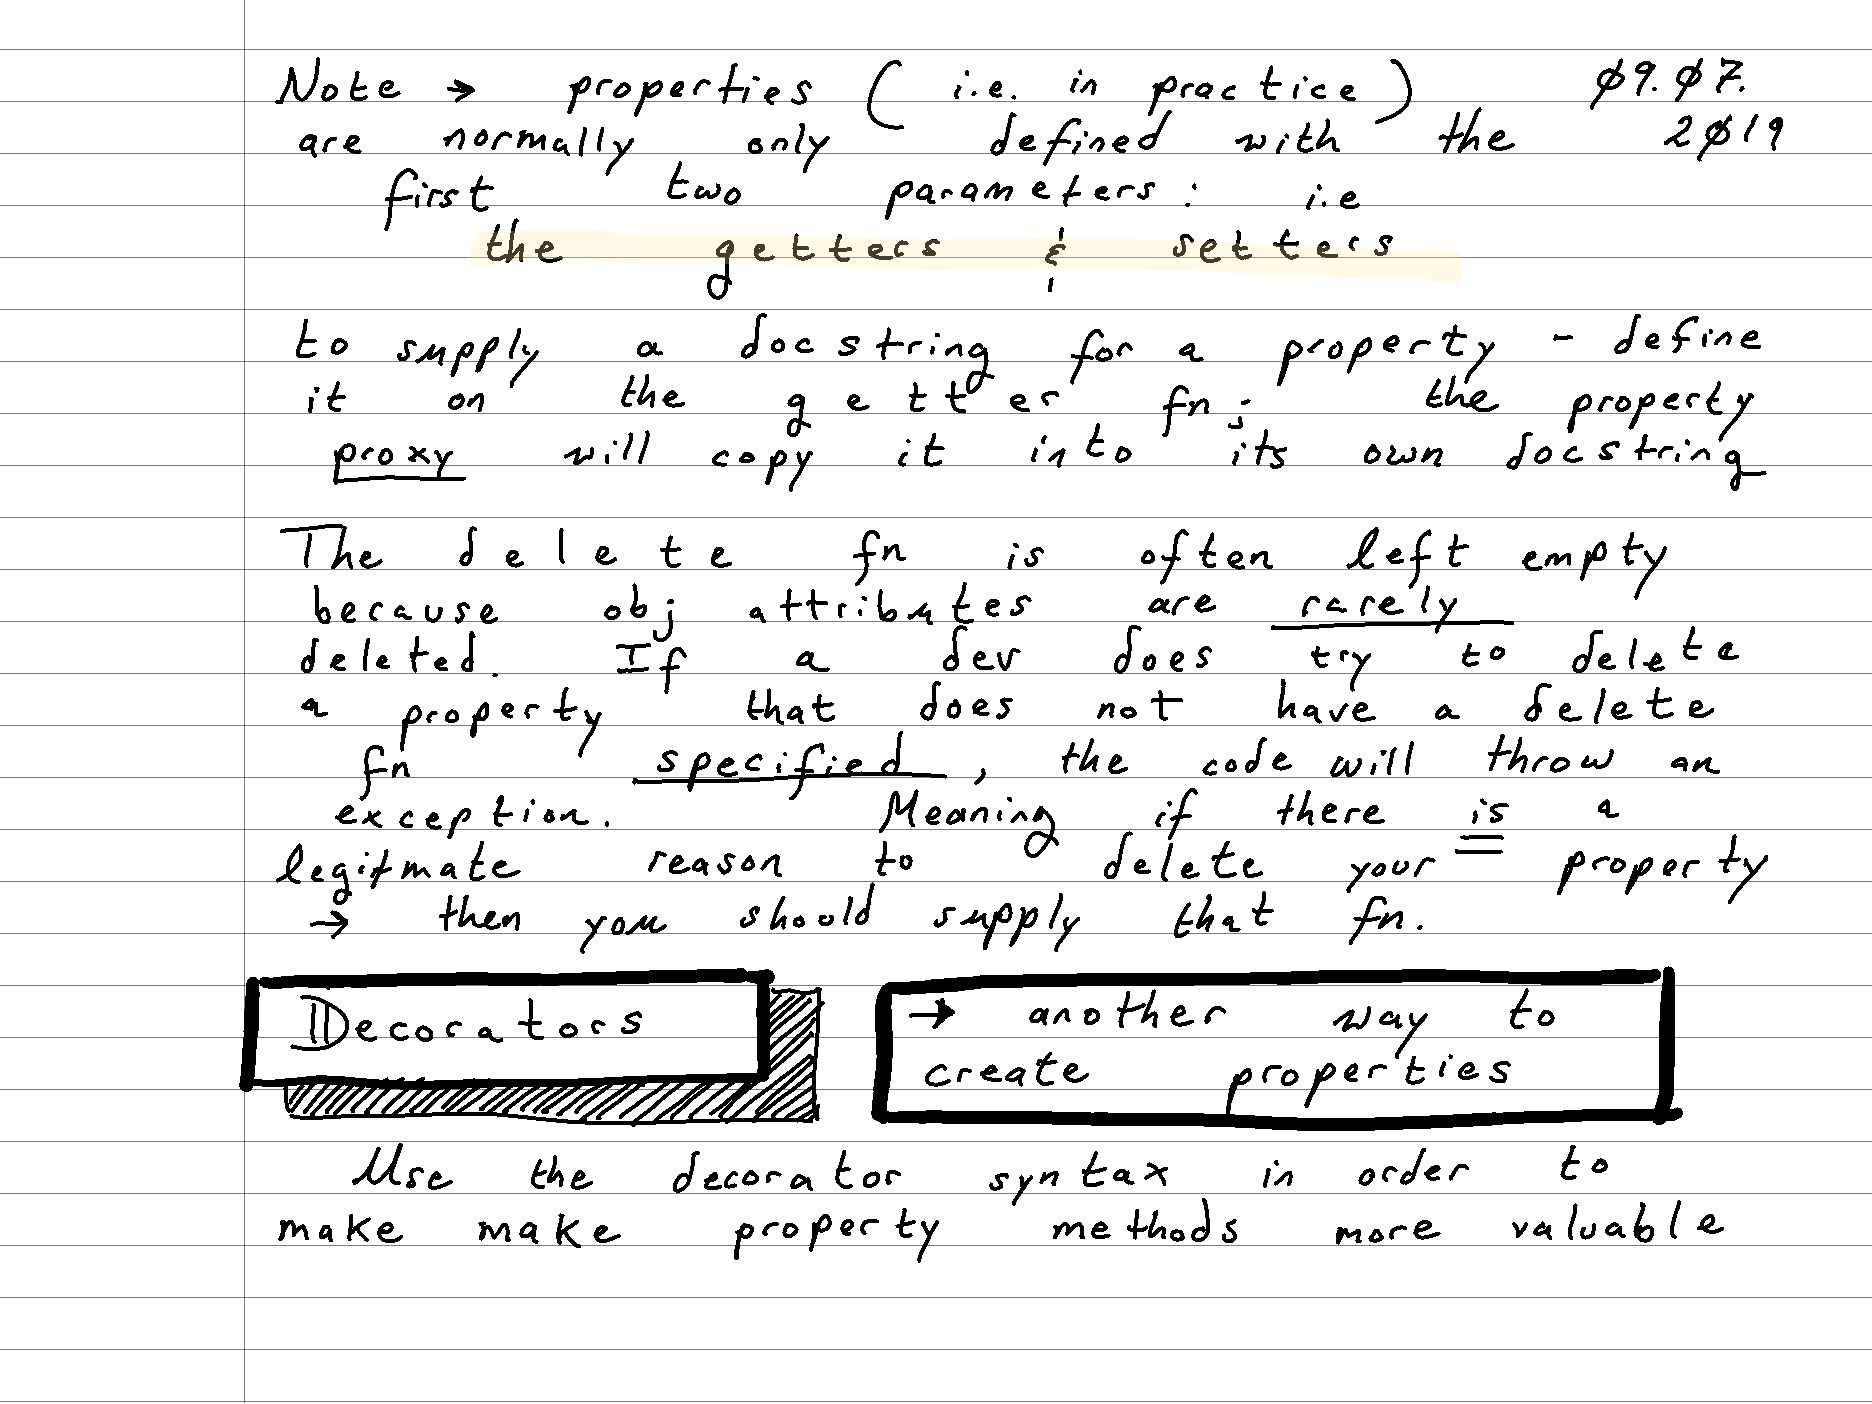 Note → properties ( i.e. in practice ) Ø9.Ø7.
are normally only defined with the 2Ø19
first two parameters : i.e
the getters & setters
to supply a docstring for a property - define
it on the getter fn; the property
proxy will copy it into its own docstring
The delete fn is often left empty
because obj attributes are rarely
deleted. If a dev does try to delete
a property that does not have a delete
fn specified, the code will throw an
exception. Meaning if there is a
legitmate reason to delete your property
→ then you should supply that fn.
Decorators
→ another way to
create properties
Use the decorator syntax in order to
make make property methods more valuable